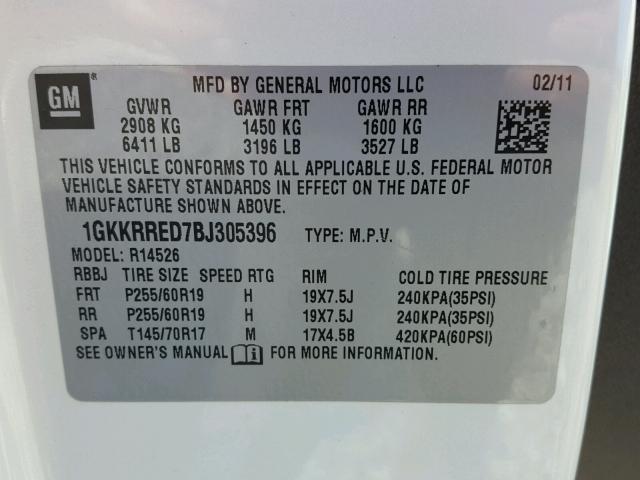 GM
MFD BY GENERAL MOTORS LLC 02/11
GVWR GAWR FRT GAWR RR
2908 KG 1450 KG 1600 KG
6411 LB 3196 LB 3527 LB
THIS VEHICLE CONFORMS TO ALL APPLICABLE U.S. FEDERAL MOTOR
VEHICLE SAFETY STANDARDS IN EFFECT ON THE DATE OF
MANUFACTURE SHOWN ABOVE.
1GKKRRED7BJ305396 TYPE: M.P.V.
MODEL: R14526
RBBJ TIRE SIZE SPEED RTG RIM COLD TIRE PRESSURE
FRT P255/60R19 H 19X7.5J 240KPA(35PSI)
RR P255/60R19 H 19X7.5J 240KPA(35PSI)
SPA T145/70R17 M 17X4.5B 420KPA(60PSI)
SEE OWNER'S MANUAL i FOR MORE INFORMATION.